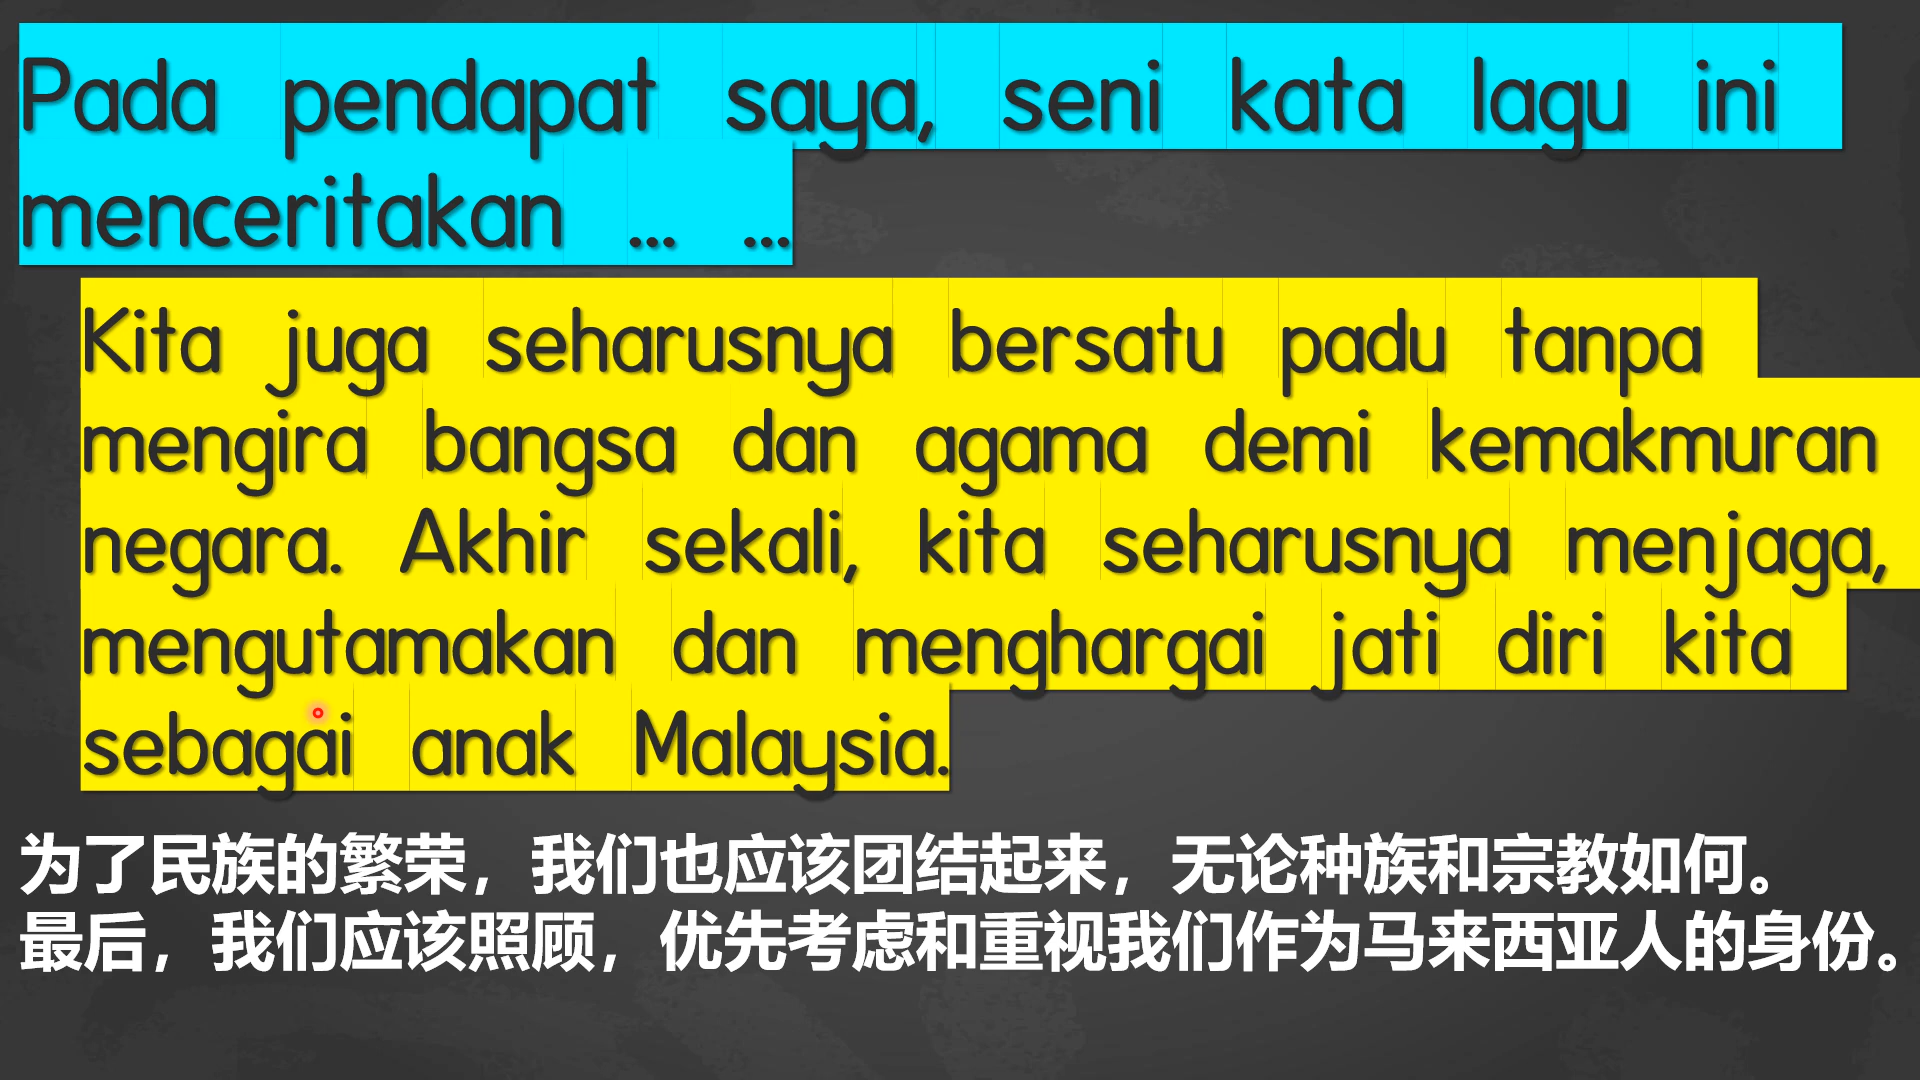 Pada pendapat saya, seni kata lagu ini
menceritakan ... ...
Kita juga seharusnya bersatu padu tanpa
mengira bangsa dan agama demi kemakmuran
negara. Akhir sekali, kita seharusnya menjaga,
mengutamakan dan menghargai jati diri kita
sebagai anak Malaysia.
为了民族的繁荣，我们也应该团结起来，无论种族和宗教如何。
最后，我们应该照顾，优先考虑和重视我们作为马来西亚人的身份。